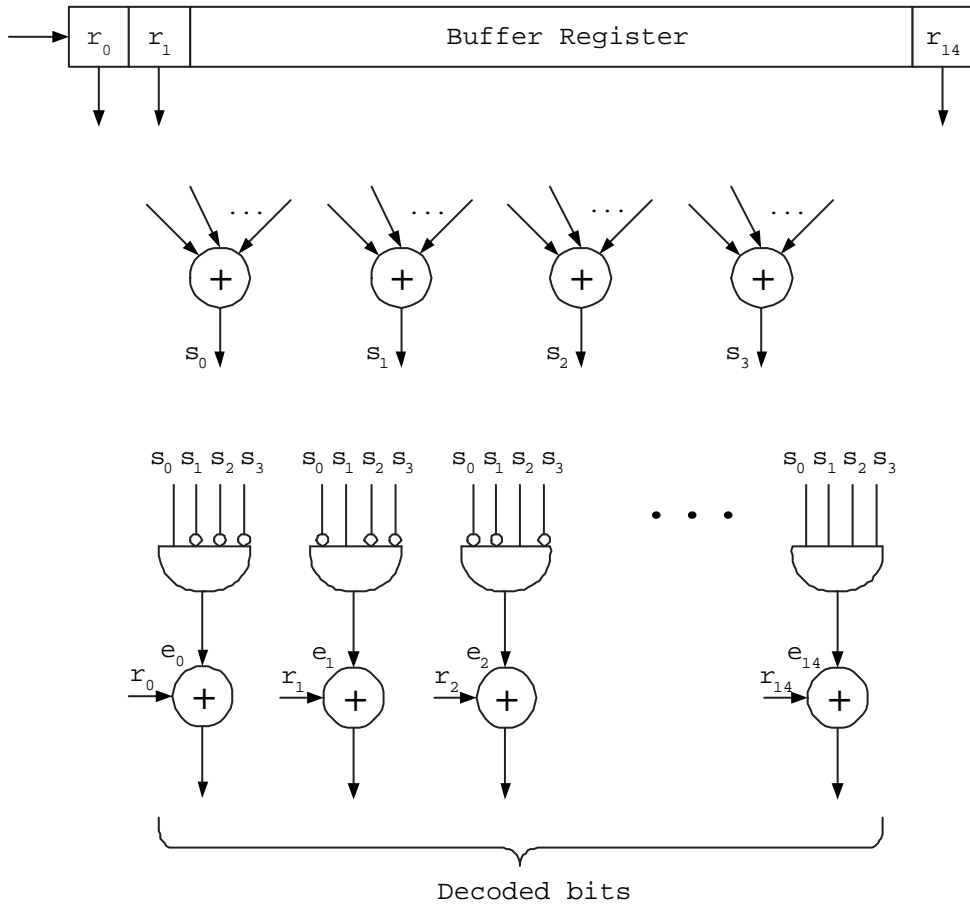 r₀ r₁ Buffer Register r₁₄
... ... ... ...
+ + + +
s₀ s₁ s₂ s₃
s₀ s₁ s₂ s₃ s₀ s₁ s₂ s₃ s₀ s₁ s₂ s₃ s₀ s₁ s₂ s₃
• • •
e₀ e₁ e₂ e₁₄
r₀ r₁ r₂ r₁₄
+ + + +
Decoded bits